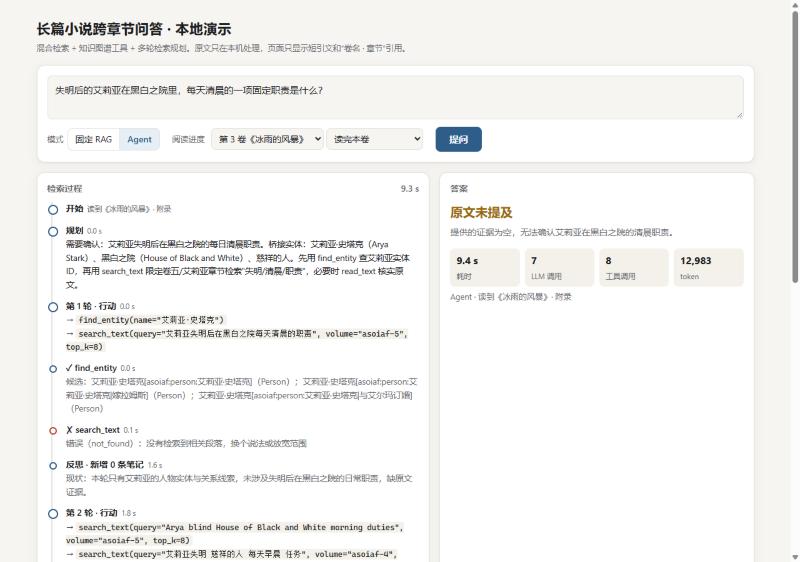 长篇小说跨章节问答 · 本地演示
混合检索 + 知识图谱工具 + 多轮检索规划。原文只在本机处理，页面只显示短引文和“卷名 · 章节”引用。
失明后的艾莉亚在黑白之院里，每天清晨的一项固定职责是什么？
模式 固定 RAG Agent 阅读进度 第 3 卷《冰雨的风暴》 读完本卷 提问
检索过程 9.3 s
开始 读到《冰雨的风暴》· 附录
规划 0.0 s
需要确认：艾莉亚失明后在黑白之院的每日清晨职责。桥接实体：艾莉亚·史塔克（Arya
Stark）、黑白之院（House of Black and White）、慈祥的人。先用 find_entity 查艾莉亚实体
ID，再用 search_text 限定卷五/艾莉亚章节检索“失明/清晨/职责”，必要时 read_text 核实原
文。
第 1 轮 · 行动 0.0 s
→ find_entity(name="艾莉亚·史塔克")
→ search_text(query="艾莉亚失明后在黑白之院每天清晨的职责", volume="asoiaf-5",
top_k=8)
✓ find_entity 0.0 s
候选：艾莉亚·史塔克[asoiaf:person:艾莉亚·史塔克]（Person）；艾莉亚·史塔克[asoiaf:person:艾
莉亚·史塔克|嫁拉姆斯]（Person）；艾莉亚·史塔克[asoiaf:person:艾莉亚·史塔克|与艾尔玛订婚]
（Person）
✗ search_text 0.1 s
错误（not_found）：没有检索到相关段落，换个说法或放宽范围
反思 · 新增 0 条笔记 1.6 s
现状：本轮只有艾莉亚的人物实体与关系线索，未涉及失明后在黑白之院的日常职责，缺原文
证据。
第 2 轮 · 行动 1.8 s
→ search_text(query="Arya blind House of Black and White morning duties",
volume="asoiaf-5", top_k=8)
→ search_text(query="艾莉亚失明 慈祥的人 每天早晨 任务", volume="asoiaf-4",
答案
原文未提及
提供的证据为空，无法确认艾莉亚在黑白之院的清晨职责。
9.4 s 7 8 12,983
耗时 LLM 调用 工具调用 token
Agent · 读到《冰雨的风暴》· 附录